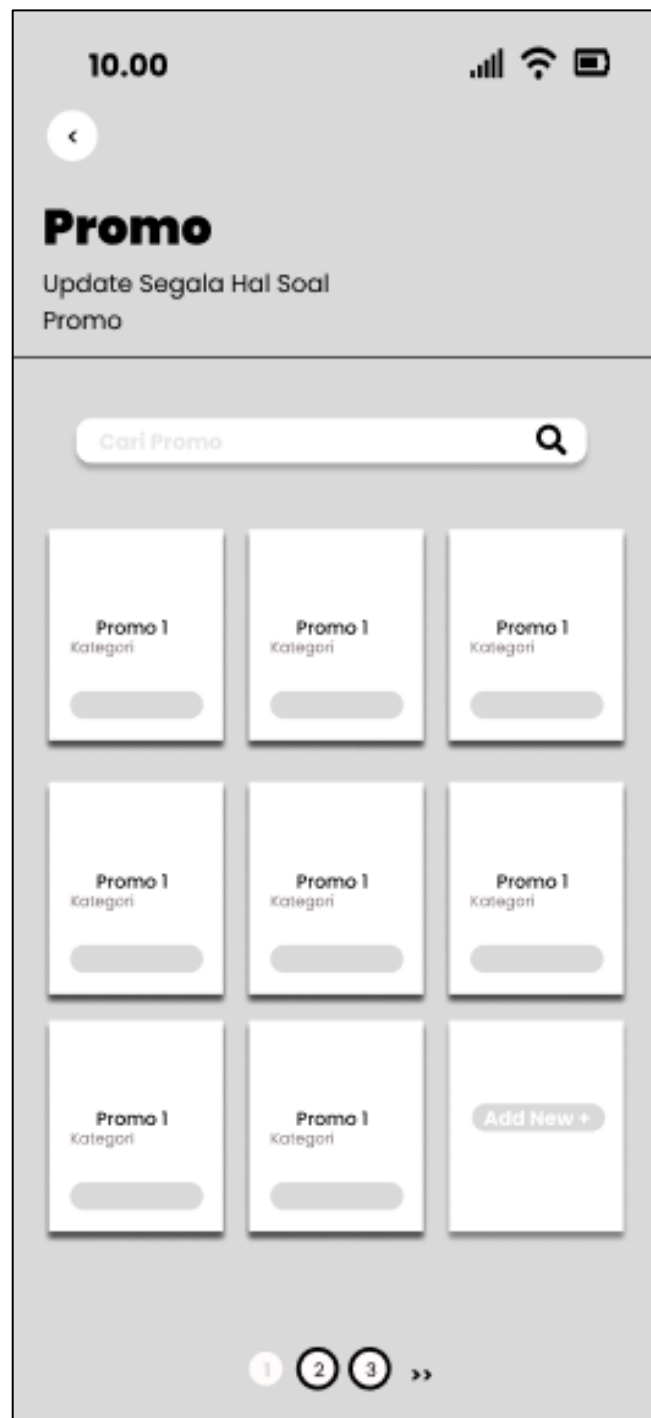 10.00
<
Promo
Update Segala Hal Soal
Promo
Cari Promo
Promo 1
Kategori
Promo 1
Kategori
Promo 1
Kategori
Promo 1
Kategori
Promo 1
Kategori
Promo 1
Kategori
Promo 1
Kategori
Promo 1
Kategori
Add New +
1 2 3 >>